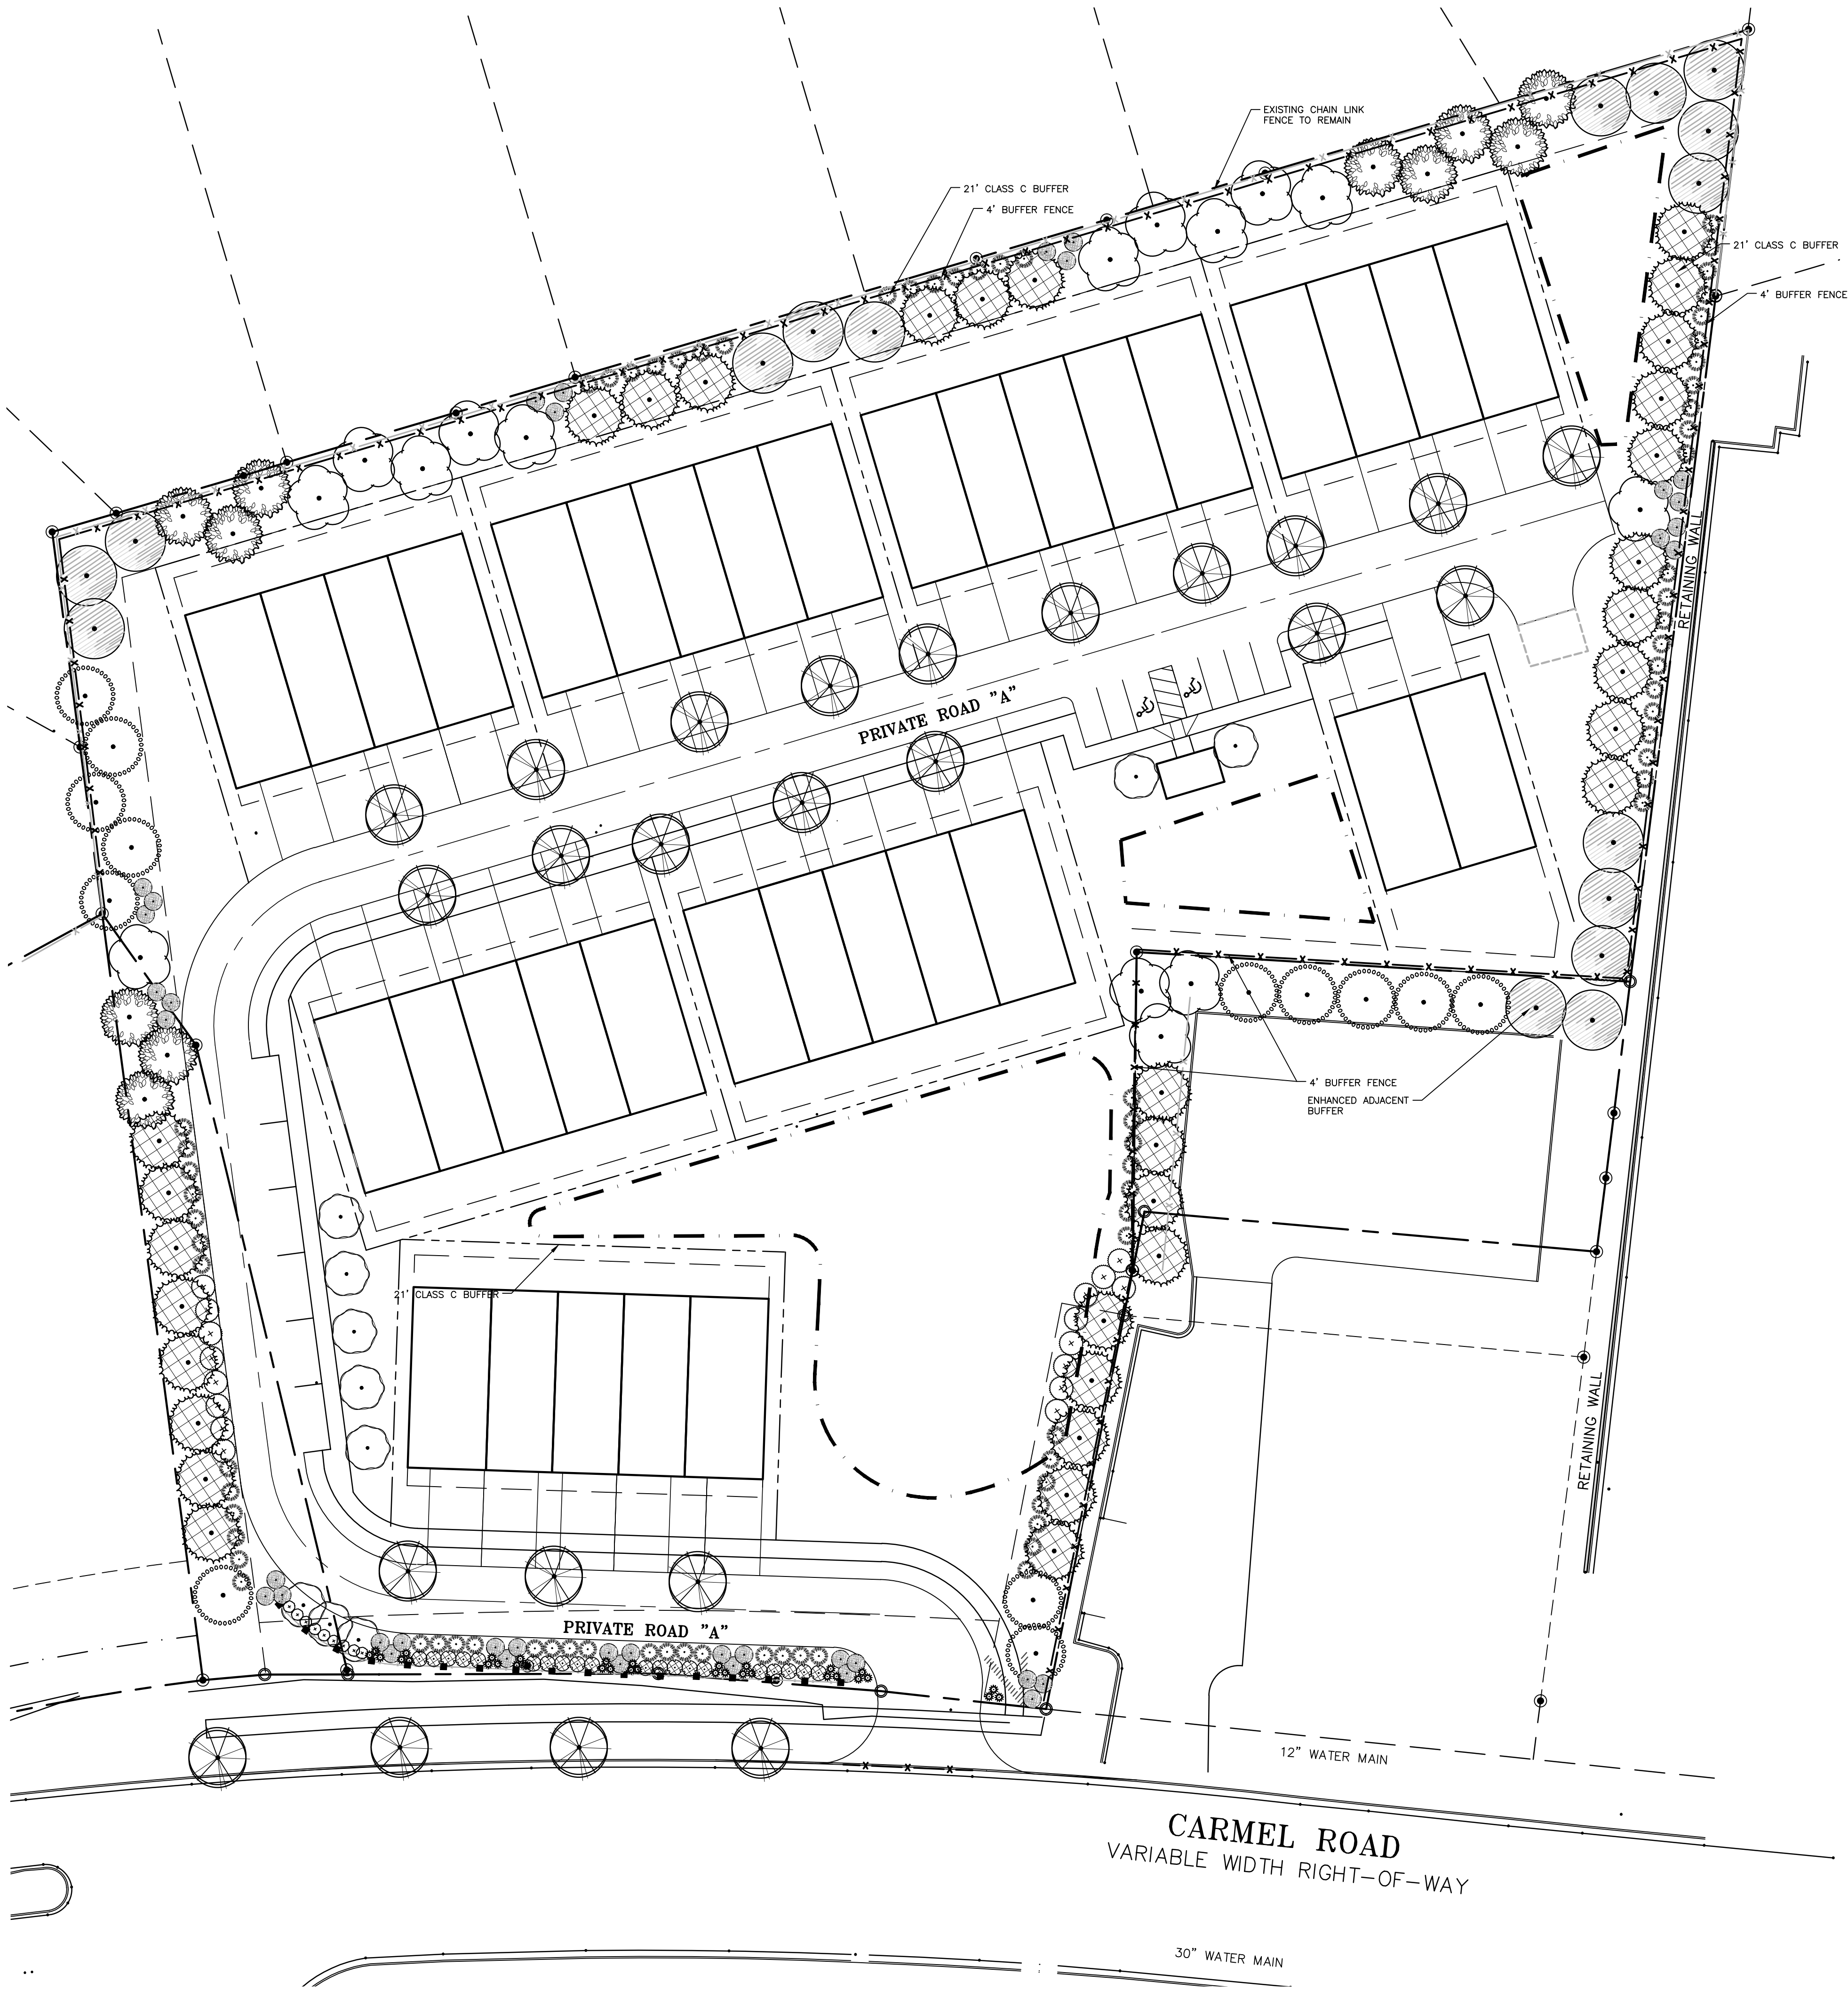 EXISTING CHAIN LINK
FENCE TO REMAIN
21' CLASS C BUFFER
4' BUFFER FENCE
21' CLASS C BUFFER
4' BUFFER FENCE
RETAINING WALL
PRIVATE ROAD "A"
4' BUFFER FENCE
ENHANCED ADJACENT
BUFFER
21' CLASS C BUFFER
RETAINING WALL
PRIVATE ROAD "A"
12" WATER MAIN
CARMEL ROAD
VARIABLE WIDTH RIGHT-OF-WAY
30" WATER MAIN